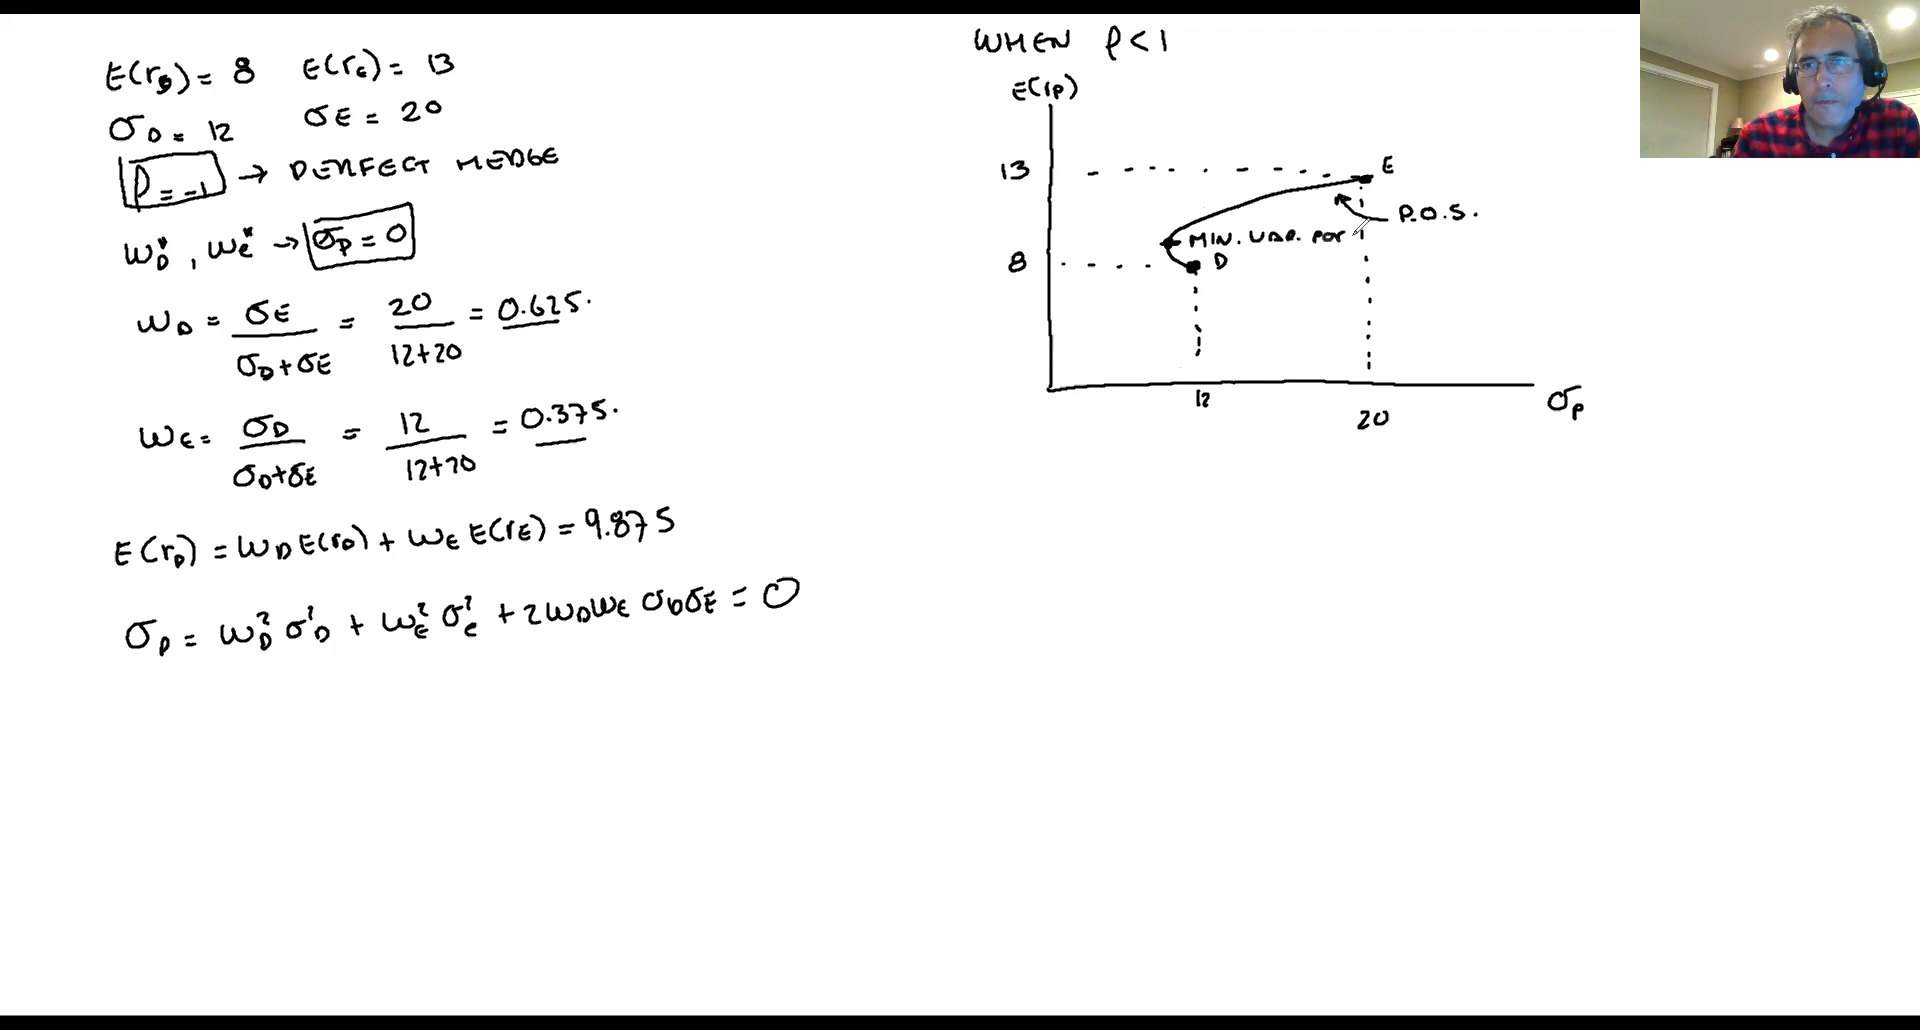 E(r_D) = 8   E(r_E) = 13
σ_D = 12   σ_E = 20
ρ = -1 → PERFECT HEDGE
w_D*, w_E* → σ_p = 0
w_D = σ_E / (σ_D + σ_E) = 20 / (12+20) = 0.625.
w_E = σ_D / (σ_D + σ_E) = 12 / (12+20) = 0.375.
E(r_p) = w_D E(r_D) + w_E E(r_E) = 9.875
σ_p = w_D² σ²_D + w_E² σ_E² + 2 w_D w_E σ_D σ_E = 0
WHEN ρ < 1
E(r_p)
13
E
P.O.S.
MIN. VAR. POR
8
D
12
20
σ_p